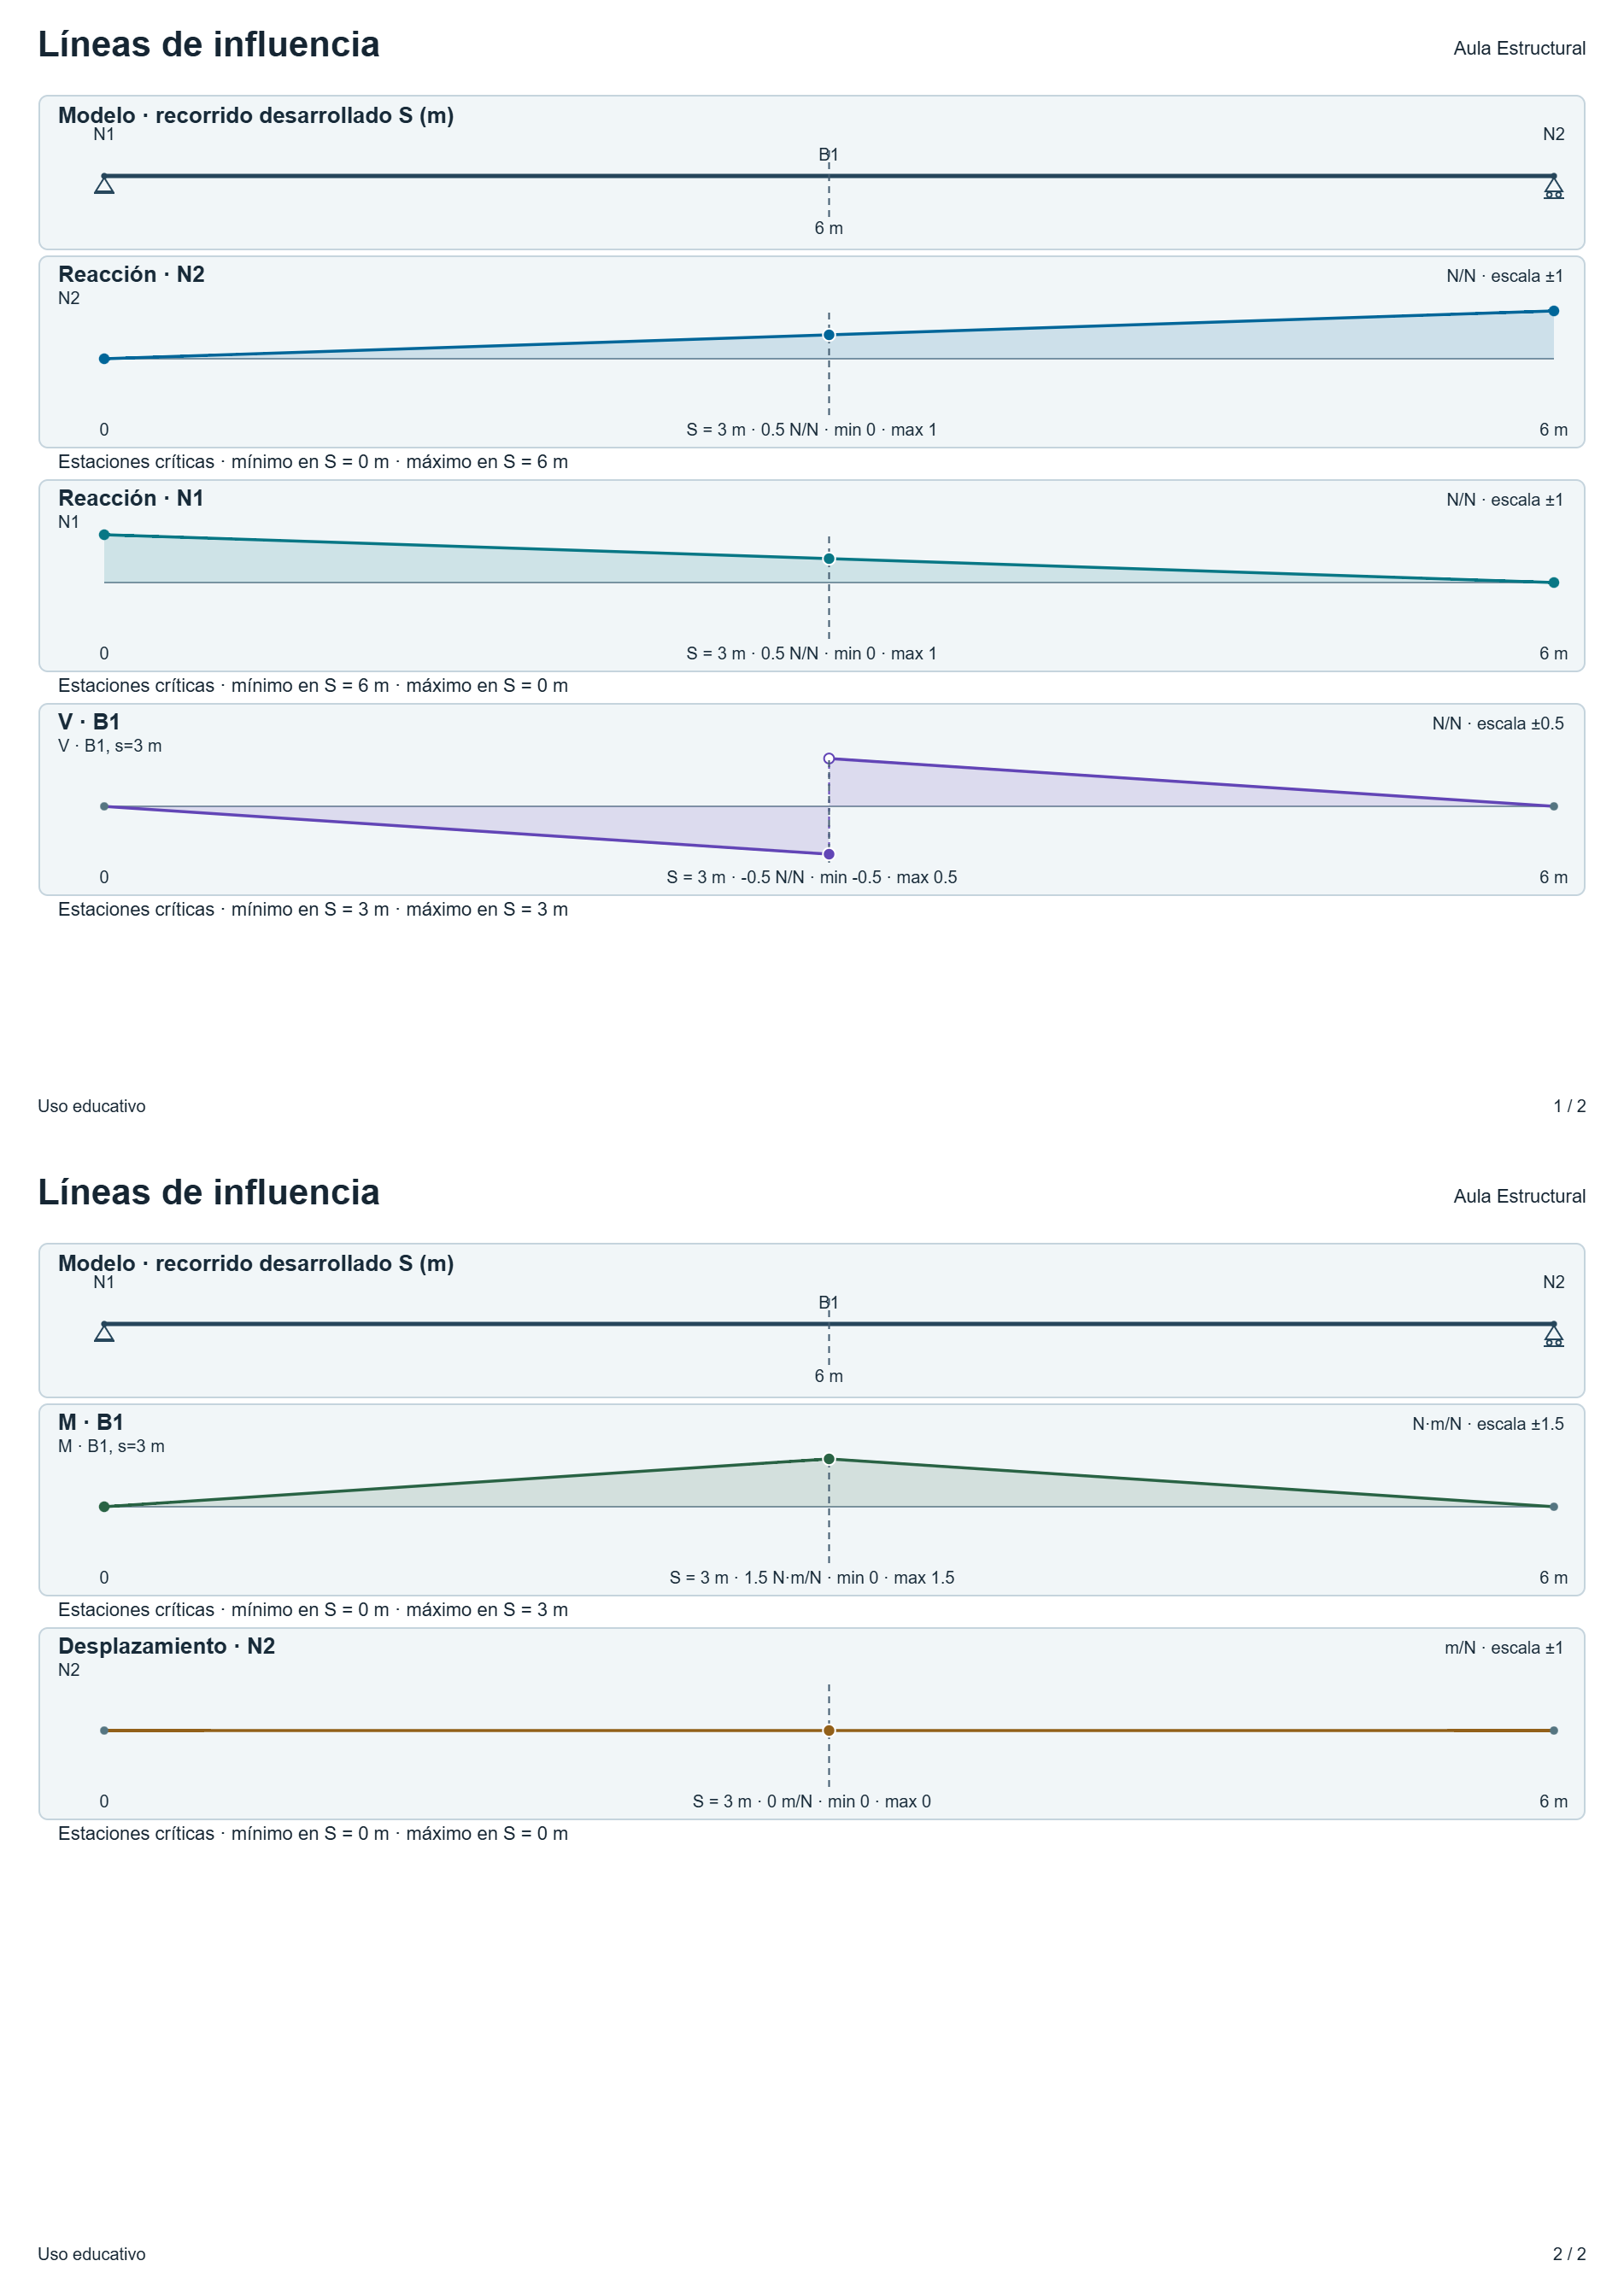 Líneas de influencia
Aula Estructural
Modelo · recorrido desarrollado S (m)
N1
N2
B1
6 m
Reacción · N2
N/N · escala ±1
N2
0
S = 3 m · 0.5 N/N · min 0 · max 1
6 m
Estaciones críticas · mínimo en S = 0 m · máximo en S = 6 m
Reacción · N1
N/N · escala ±1
N1
0
S = 3 m · 0.5 N/N · min 0 · max 1
6 m
Estaciones críticas · mínimo en S = 6 m · máximo en S = 0 m
V · B1
N/N · escala ±0.5
V · B1, s=3 m
0
S = 3 m · -0.5 N/N · min -0.5 · max 0.5
6 m
Estaciones críticas · mínimo en S = 3 m · máximo en S = 3 m
Uso educativo
1 / 2
Líneas de influencia
Aula Estructural
Modelo · recorrido desarrollado S (m)
N1
N2
B1
6 m
M · B1
N·m/N · escala ±1.5
M · B1, s=3 m
0
S = 3 m · 1.5 N·m/N · min 0 · max 1.5
6 m
Estaciones críticas · mínimo en S = 0 m · máximo en S = 3 m
Desplazamiento · N2
m/N · escala ±1
N2
0
S = 3 m · 0 m/N · min 0 · max 0
6 m
Estaciones críticas · mínimo en S = 0 m · máximo en S = 0 m
Uso educativo
2 / 2